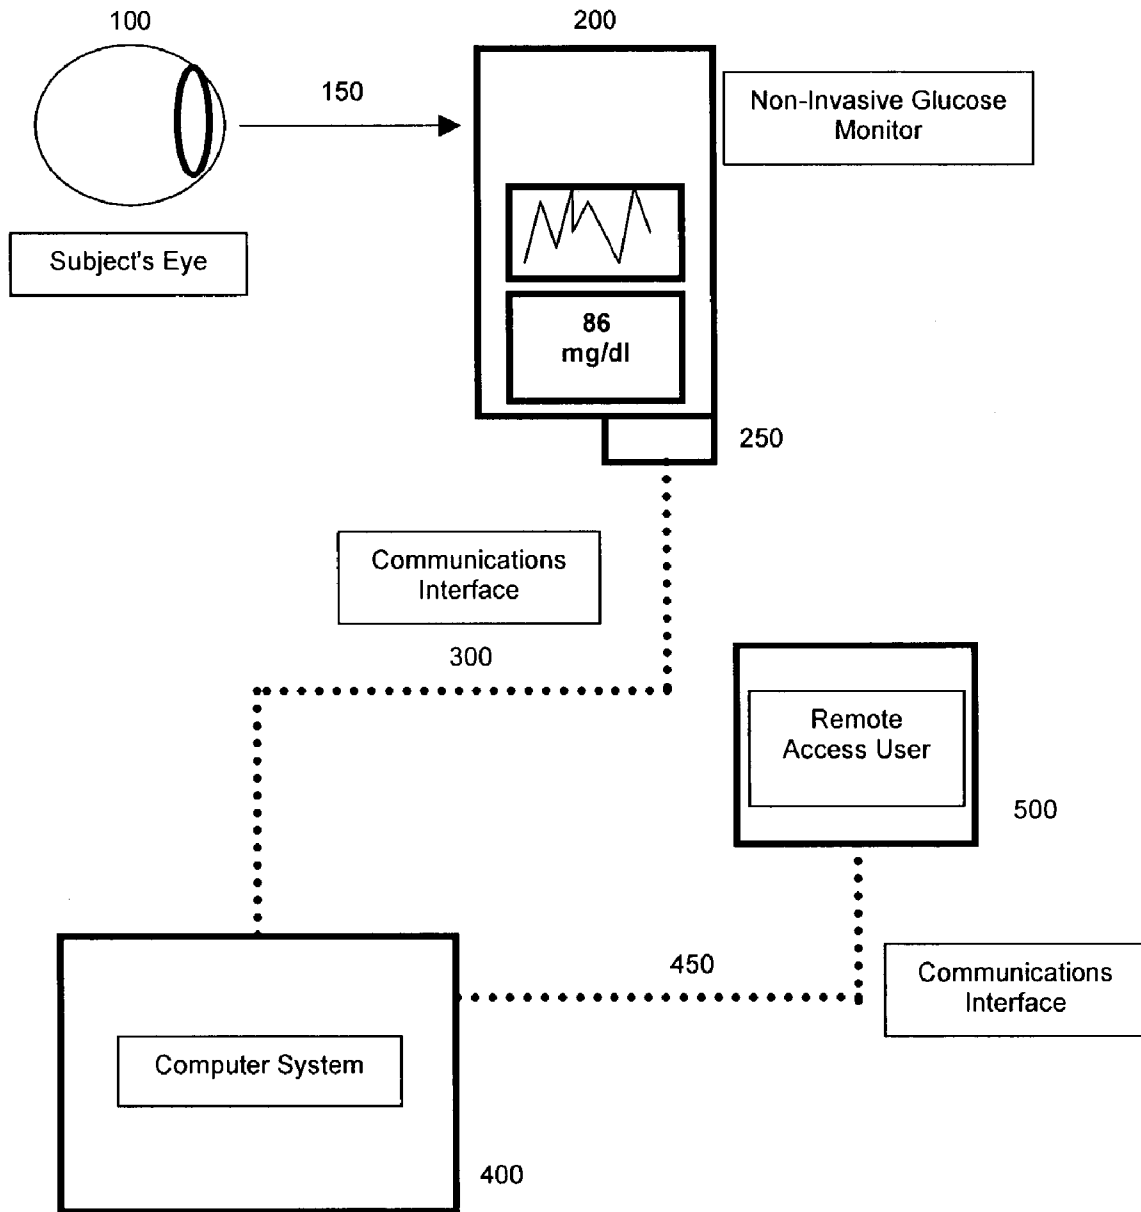 100
200
150
Non-Invasive Glucose
Monitor
Subject's Eye
86
mg/dl
250
Communications
Interface
300
Remote
Access User
500
450
Communications
Interface
Computer System
400